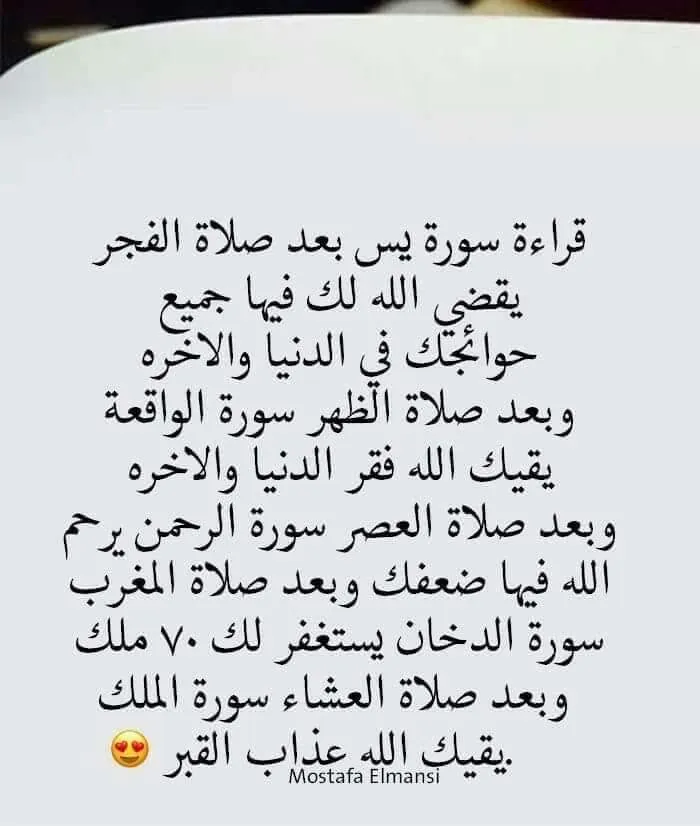 قراءة سورة يس بعد صلاة الفجر
يقضي الله لك فيها جميع
حوائجك في الدنيا والاخره
وبعد صلاة الظهر سورة الواقعة
يقيك الله فقر الدنيا والاخره
وبعد صلاة العصر سورة الرحمن يرحم
الله فيها ضعفك وبعد صلاة المغرب
سورة الدخان يستغفر لك ٧٠ ملك
وبعد صلاة العشاء سورة الملك
.يقيك الله عذاب القبر 😍
Mostafa Elmansi